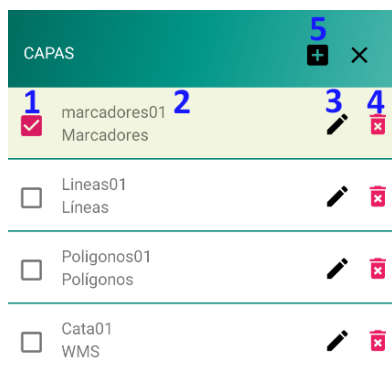 5
CAPAS
1
2
3
4
marcadores01
Marcadores
Lineas01
Líneas
Poligonos01
Polígonos
Cata01
WMS